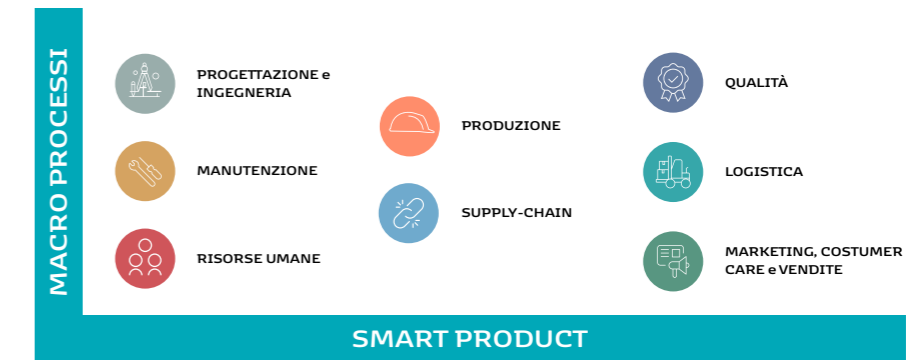 MACRO PROCESSI
PROGETTAZIONE e
INGEGNERIA
MANUTENZIONE
RISORSE UMANE
PRODUZIONE
SUPPLY-CHAIN
QUALITÀ
LOGISTICA
MARKETING, COSTUMER
CARE e VENDITE
SMART PRODUCT